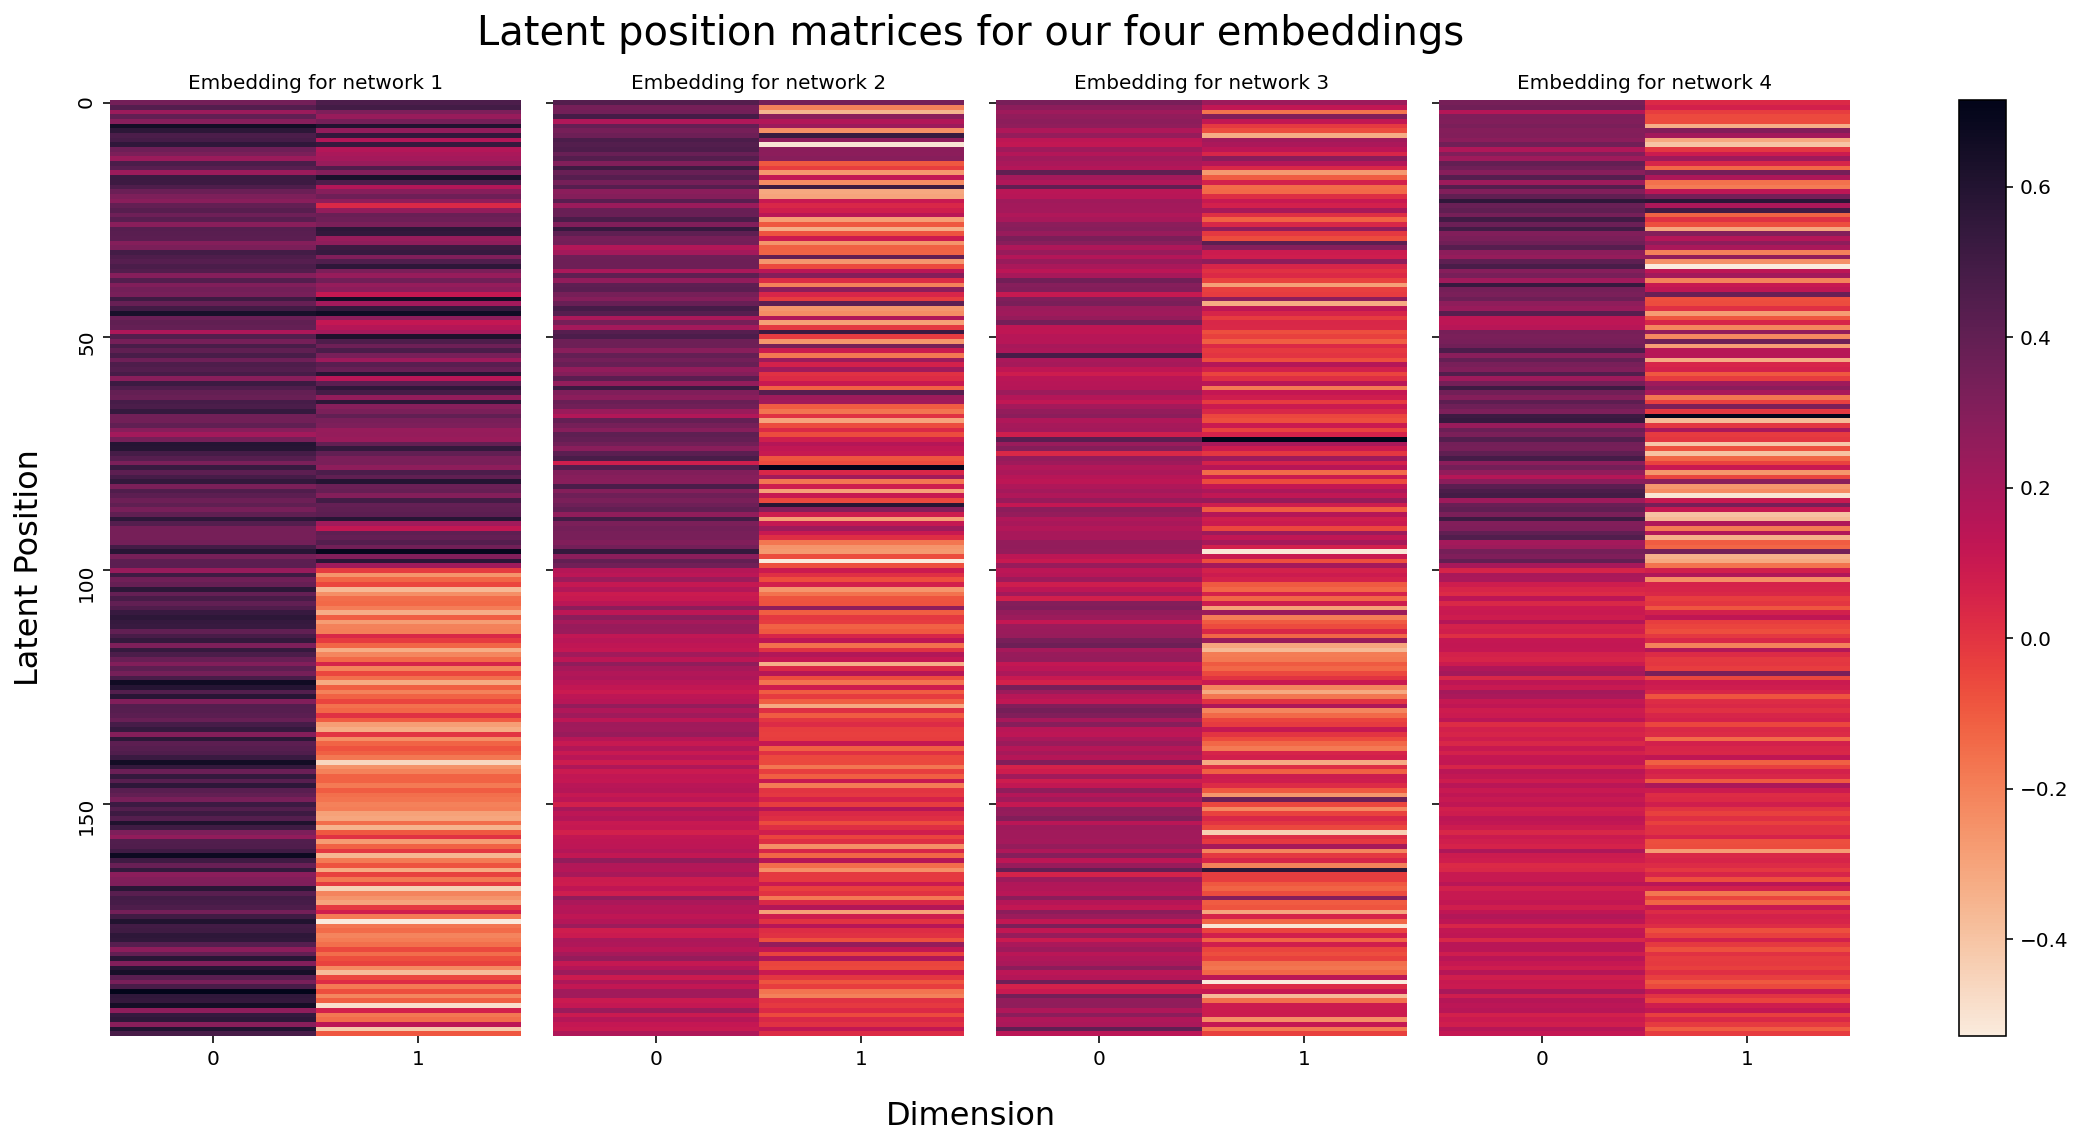 Latent position matrices for our four embeddings
Embedding for network 1
Embedding for network 2
Embedding for network 3
Embedding for network 4
Latent Position
0
50
100
150
0 1
0 1
0 1
0 1
Dimension
0.6
0.4
0.2
0.0
−0.2
−0.4